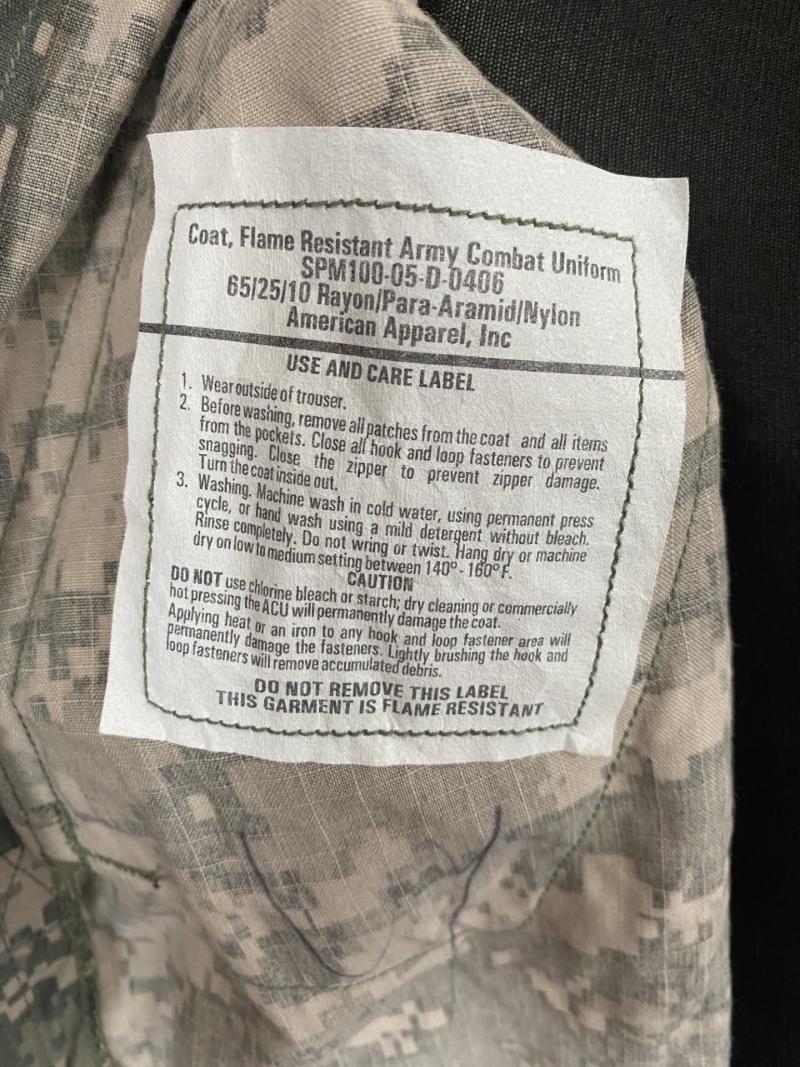 Coat, Flame Resistant Army Combat Uniform
SPM100-05-D-0406
65/25/10 Rayon/Para-Aramid/Nylon
American Apparel, Inc
USE AND CARE LABEL
1. Wear outside of trouser.
2. Before washing, remove all patches from the coat and all items
from the pockets. Close all hook and loop fasteners to prevent
snagging. Close the zipper to prevent zipper damage.
Turn the coat inside out.
3. Washing. Machine wash in cold water, using permanent press
cycle, or hand wash using a mild detergent without bleach.
Rinse completely. Do not wring or twist. Hang dry or machine
dry on low to medium setting between 140° - 160° F.
CAUTION
DO NOT use chlorine bleach or starch; dry cleaning or commercially
hot pressing the ACU will permanently damage the coat.
Applying heat or an iron to any hook and loop fastener area will
permanently damage the fasteners. Lightly brushing the hook and
loop fasteners will remove accumulated debris.
DO NOT REMOVE THIS LABEL
THIS GARMENT IS FLAME RESISTANT